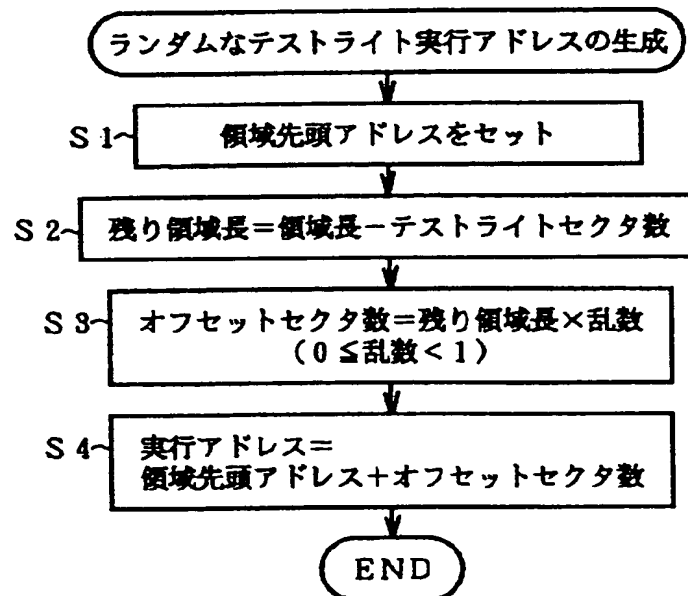 ランダムなテストライト実行アドレスの生成
S1 領域先頭アドレスをセット
S2 残り領域長=領域長-テストライトセクタ数
S3 オフセットセクタ数=残り領域長×乱数
(0≦乱数<1)
S4 実行アドレス=
領域先頭アドレス+オフセットセクタ数
END